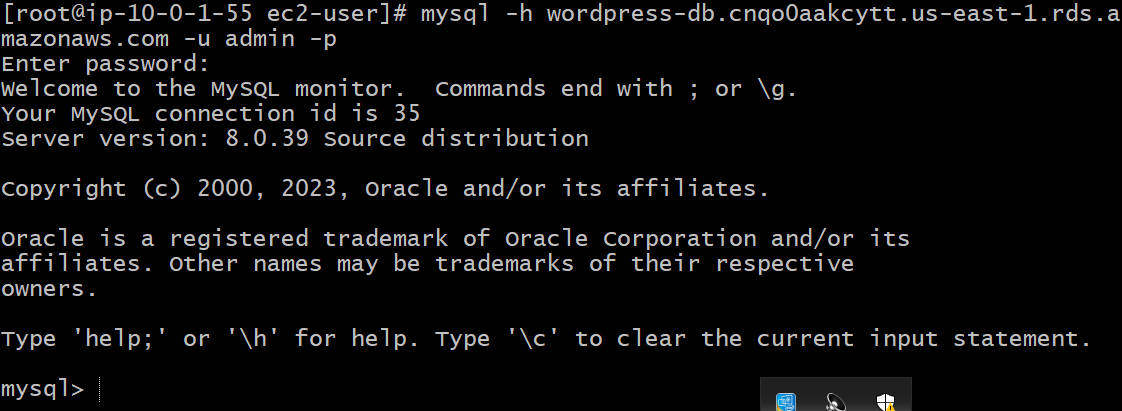 [root@ip-10-0-1-55 ec2-user]# mysql -h wordpress-db.cnqo0aakcytt.us-east-1.rds.a
mazonaws.com -u admin -p
Enter password:
Welcome to the MySQL monitor.  Commands end with ; or \g.
Your MySQL connection id is 35
Server version: 8.0.39 Source distribution
Copyright (c) 2000, 2023, Oracle and/or its affiliates.
Oracle is a registered trademark of Oracle Corporation and/or its
affiliates. Other names may be trademarks of their respective
owners.
Type 'help;' or '\h' for help. Type '\c' to clear the current input statement.
mysql>